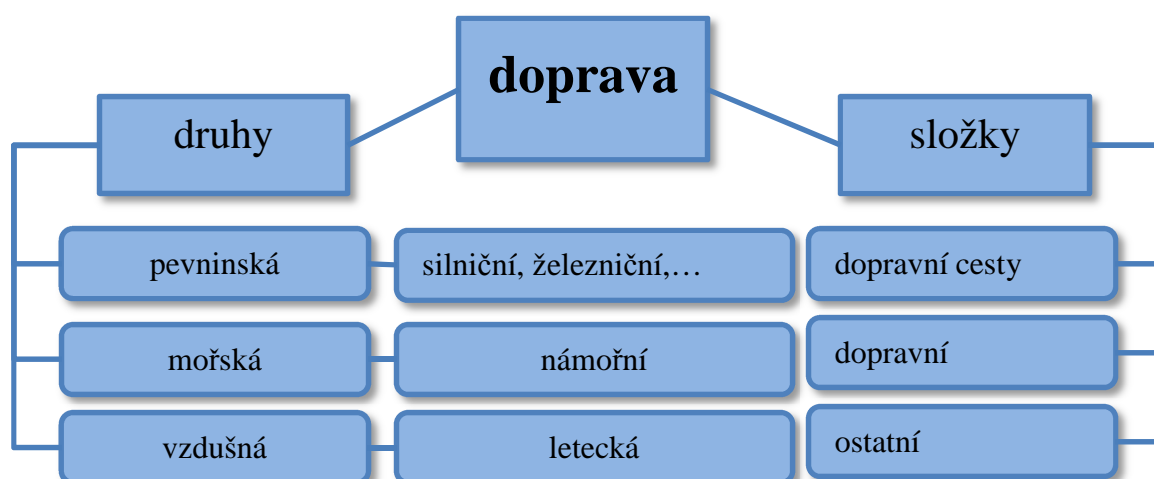 doprava
druhy
složky
pevninská
silniční, železniční,…
dopravní cesty
mořská
námořní
dopravní
vzdušná
letecká
ostatní